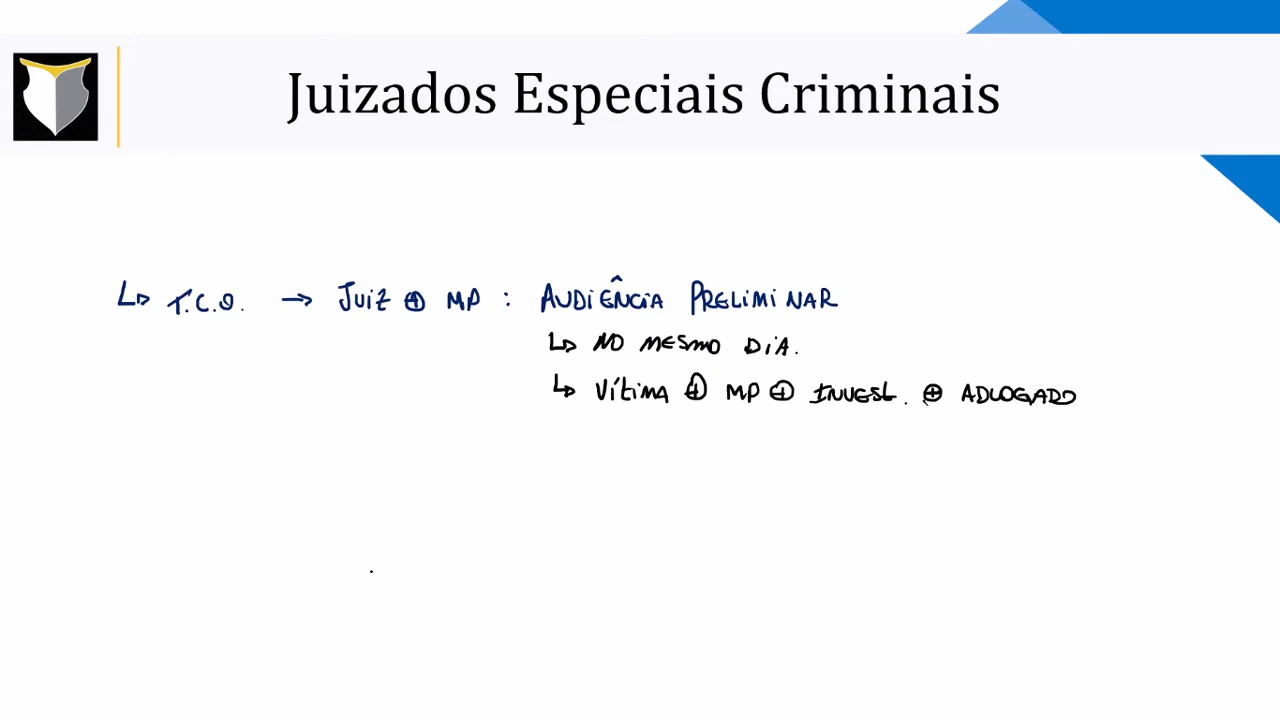 Juizados Especiais Criminais
↳ T.C.O. → JUIZ ⊕ MP : AUDIÊNCIA PRELIMINAR
↳ NO MESMO DIA.
↳ VÍTIMA ⊕ MP ⊕ INVEST. ⊕ ADVOGADO